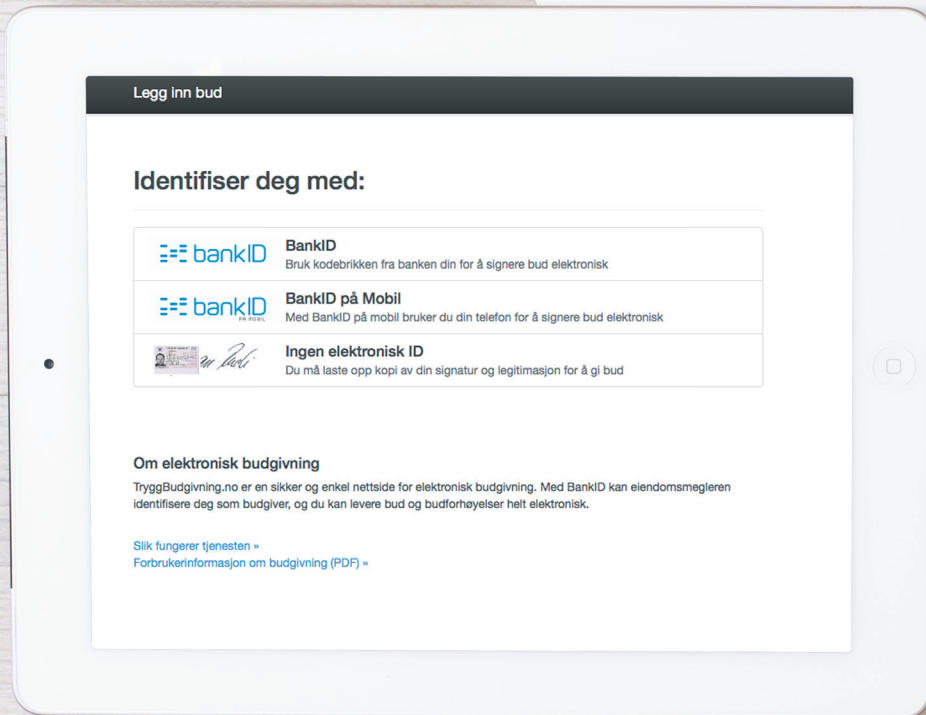 Legg inn bud
Identifiser deg med:
bankID
BankID
Bruk kodebrikken fra banken din for å signere bud elektronisk
bankID
PÅ MOBIL
BankID på Mobil
Med BankID på mobil bruker du din telefon for å signere bud elektronisk
Ingen elektronisk ID
Du må laste opp kopi av din signatur og legitimasjon for å gi bud
Om elektronisk budgivning
TryggBudgivning.no er en sikker og enkel nettside for elektronisk budgivning. Med BankID kan eiendomsmegleren
identifisere deg som budgiver, og du kan levere bud og budforhøyelser helt elektronisk.
Slik fungerer tjenesten »
Forbrukerinformasjon om budgivning (PDF) »